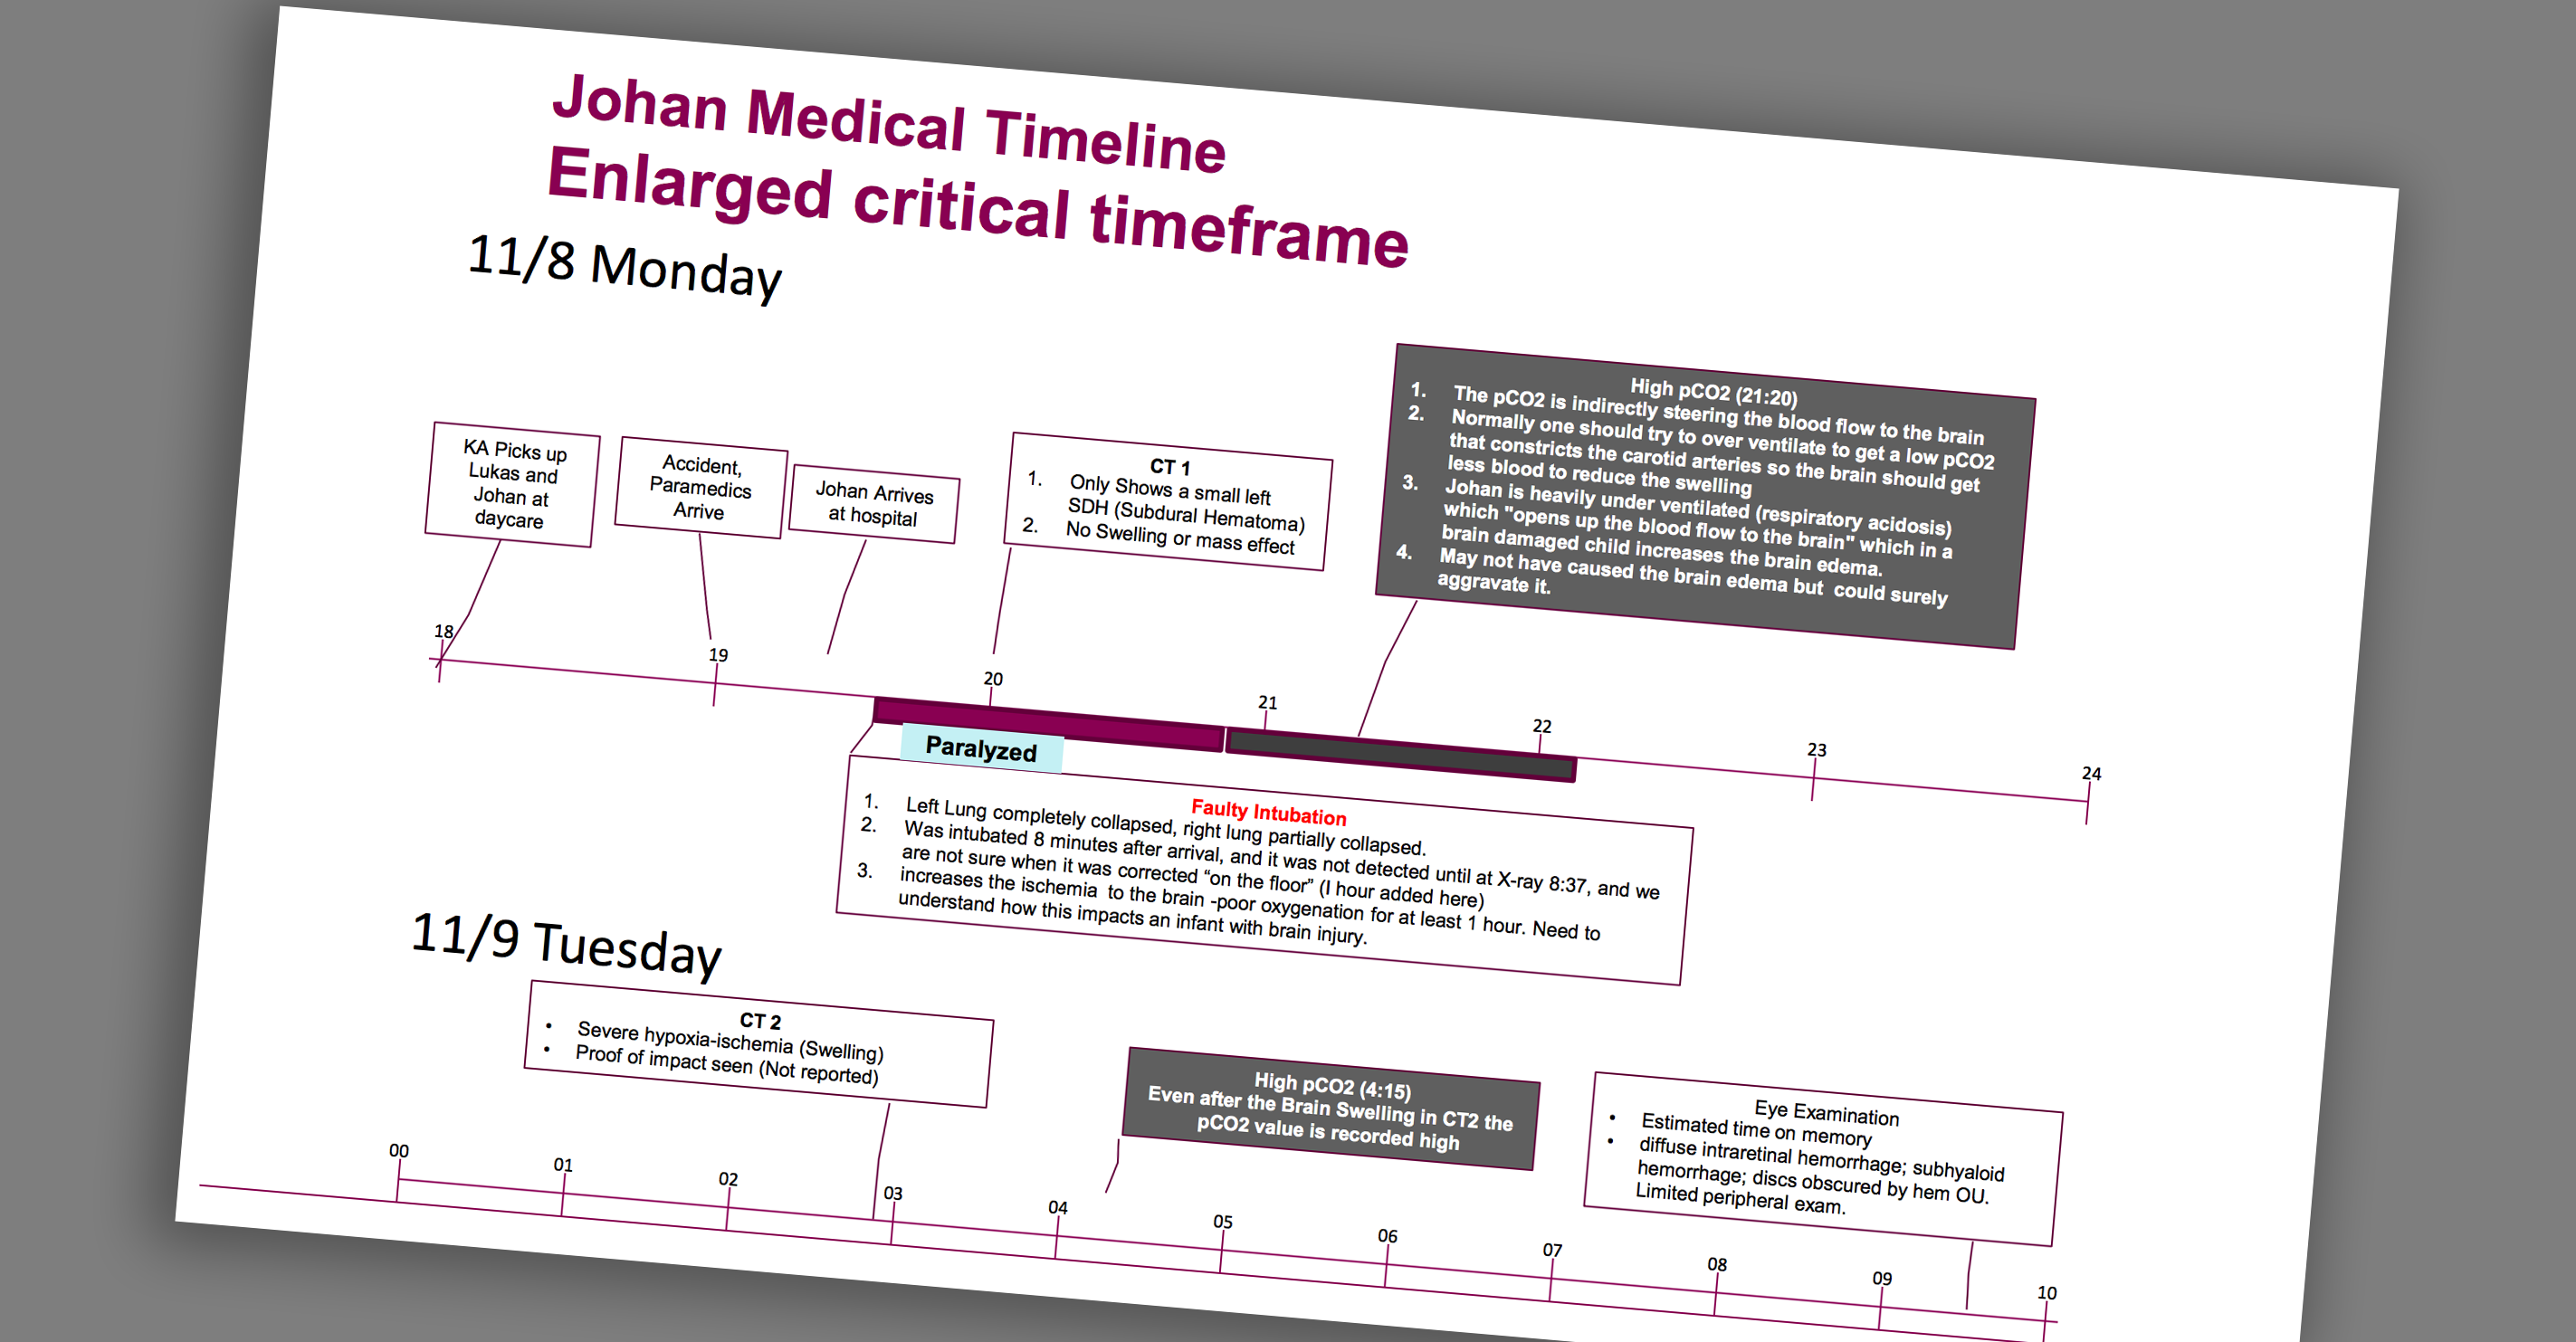 Johan Medical Timeline
Enlarged critical timeframe
11/8 Monday
KA Picks up
Lukas and
Johan at
daycare
Accident,
Paramedics
Arrive
Johan Arrives
at hospital
CT 1
1. Only Shows a small left
SDH (Subdural Hematoma)
2. No Swelling or mass effect
High pCO2 (21:20)
1. The pCO2 is indirectly steering the blood flow to the brain
2. Normally one should try to over ventilate to get a low pCO2
that constricts the carotid arteries so the brain should get
less blood to reduce the swelling
3. Johan is heavily under ventilated (respiratory acidosis)
which "opens up the blood flow to the brain" which in a
brain damaged child increases the brain edema.
4. May not have caused the brain edema but could surely
aggravate it.
18
19
20
21
22
23
24
Paralyzed
Faulty Intubation
1. Left Lung completely collapsed, right lung partially collapsed.
2. Was intubated 8 minutes after arrival, and it was not detected until at X-ray 8:37, and we
are not sure when it was corrected “on the floor” (I hour added here)
3. increases the ischemia to the brain -poor oxygenation for at least 1 hour. Need to
understand how this impacts an infant with brain injury.
11/9 Tuesday
CT 2
• Severe hypoxia-ischemia (Swelling)
• Proof of impact seen (Not reported)
High pCO2 (4:15)
Even after the Brain Swelling in CT2 the
pCO2 value is recorded high
Eye Examination
• Estimated time on memory
• diffuse intraretinal hemorrhage; subhyaloid
hemorrhage; discs obscured by hem OU.
Limited peripheral exam.
00
01
02
03
04
05
06
07
08
09
10